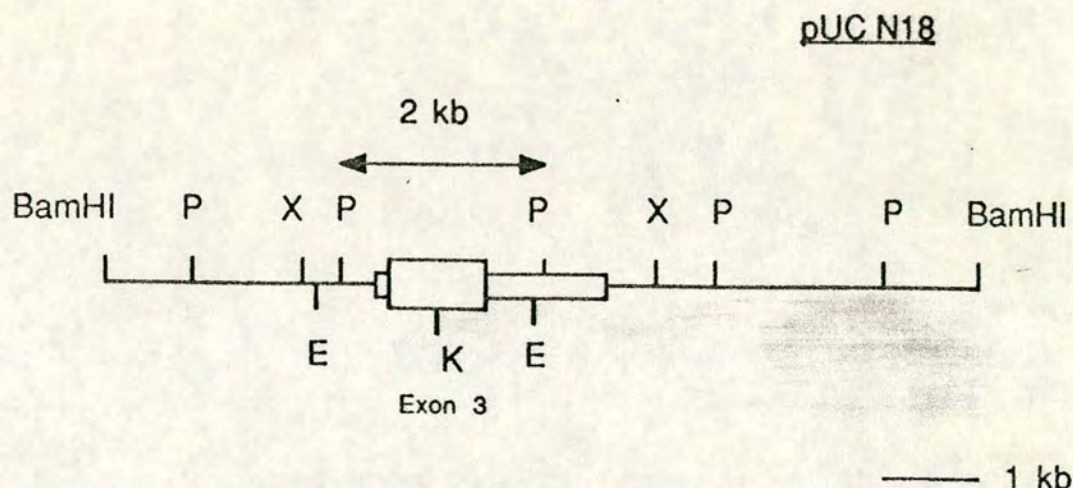 pUC N18
2 kb
BamHI P X P P X P P BamHI
E K E
Exon 3
1 kb